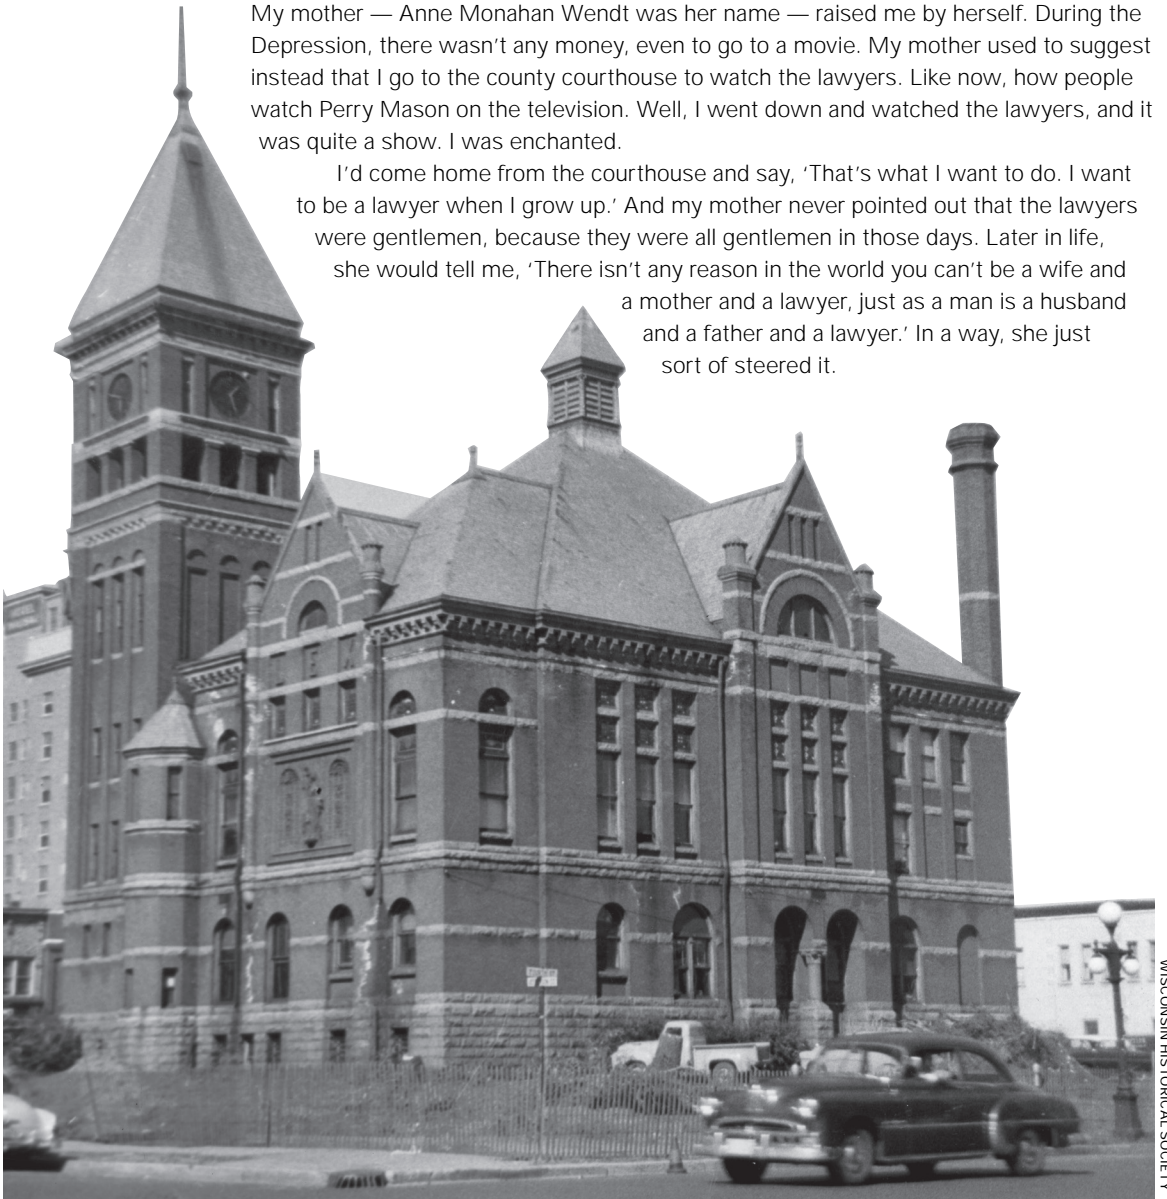 My mother — Anne Monahan Wendt was her name — raised me by herself. During the
Depression, there wasn’t any money, even to go to a movie. My mother used to suggest
instead that I go to the county courthouse to watch the lawyers. Like now, how people
watch Perry Mason on the television. Well, I went down and watched the lawyers, and it
was quite a show. I was enchanted.
I’d come home from the courthouse and say, ‘That’s what I want to do. I want
to be a lawyer when I grow up.’ And my mother never pointed out that the lawyers
were gentlemen, because they were all gentlemen in those days. Later in life,
she would tell me, ‘There isn’t any reason in the world you can’t be a wife and
a mother and a lawyer, just as a man is a husband
and a father and a lawyer.’ In a way, she just
sort of steered it.
WISCONSIN HISTORICAL SOCIETY